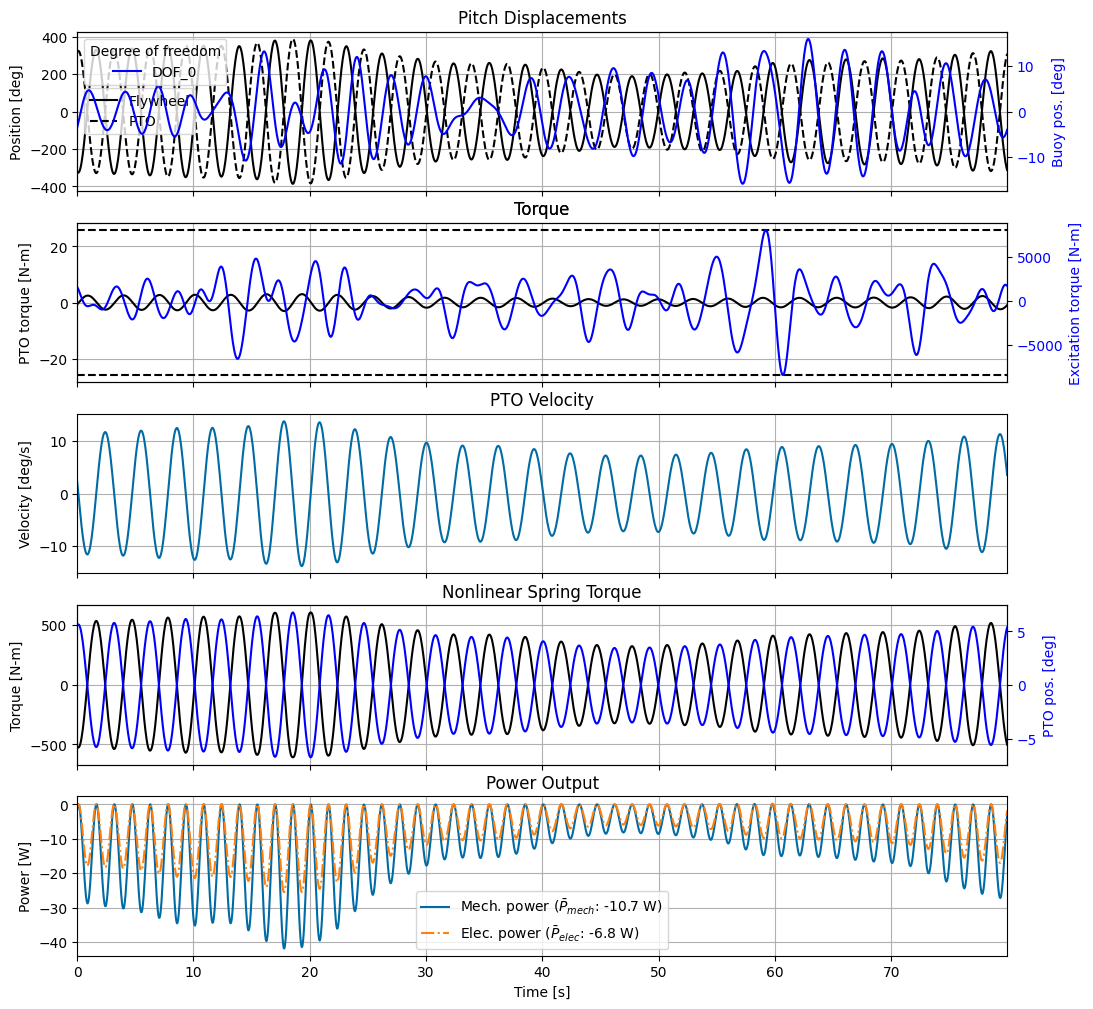 Pitch Displacements
Position [deg]
400
200
0
−200
−400
Degree of freedom
DOF_0
Flywheel
PTO
10
0
−10
Buoy pos. [deg]
Torque
PTO torque [N-m]
20
0
−20
5000
0
−5000
Excitation torque [N-m]
PTO Velocity
Velocity [deg/s]
10
0
−10
Nonlinear Spring Torque
Torque [N-m]
500
0
−500
5
0
−5
PTO pos. [deg]
Power Output
Power [W]
0
−10
−20
−30
−40
Mech. power (P̄mech: -10.7 W)
Elec. power (P̄elec: -6.8 W)
0 10 20 30 40 50 60 70
Time [s]